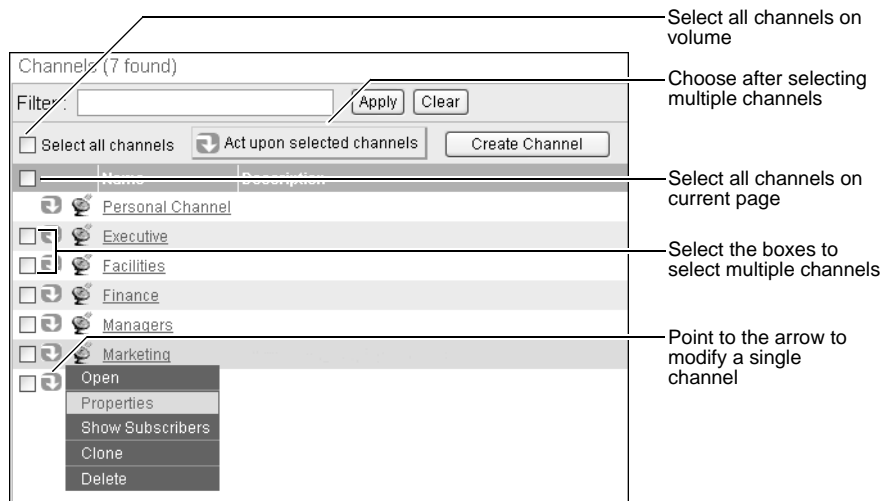 Select all channels on
volume
Channels (7 found)
Choose after selecting
multiple channels
Filter : Apply Clear
Select all channels Act upon selected channels Create Channel
Name Description
Select all channels on
current page
Personal Channel
Executive
Select the boxes to
select multiple channels
Facilities
Finance
Managers
Point to the arrow to
modify a single
channel
Marketing
Open
Properties
Show Subscribers
Clone
Delete